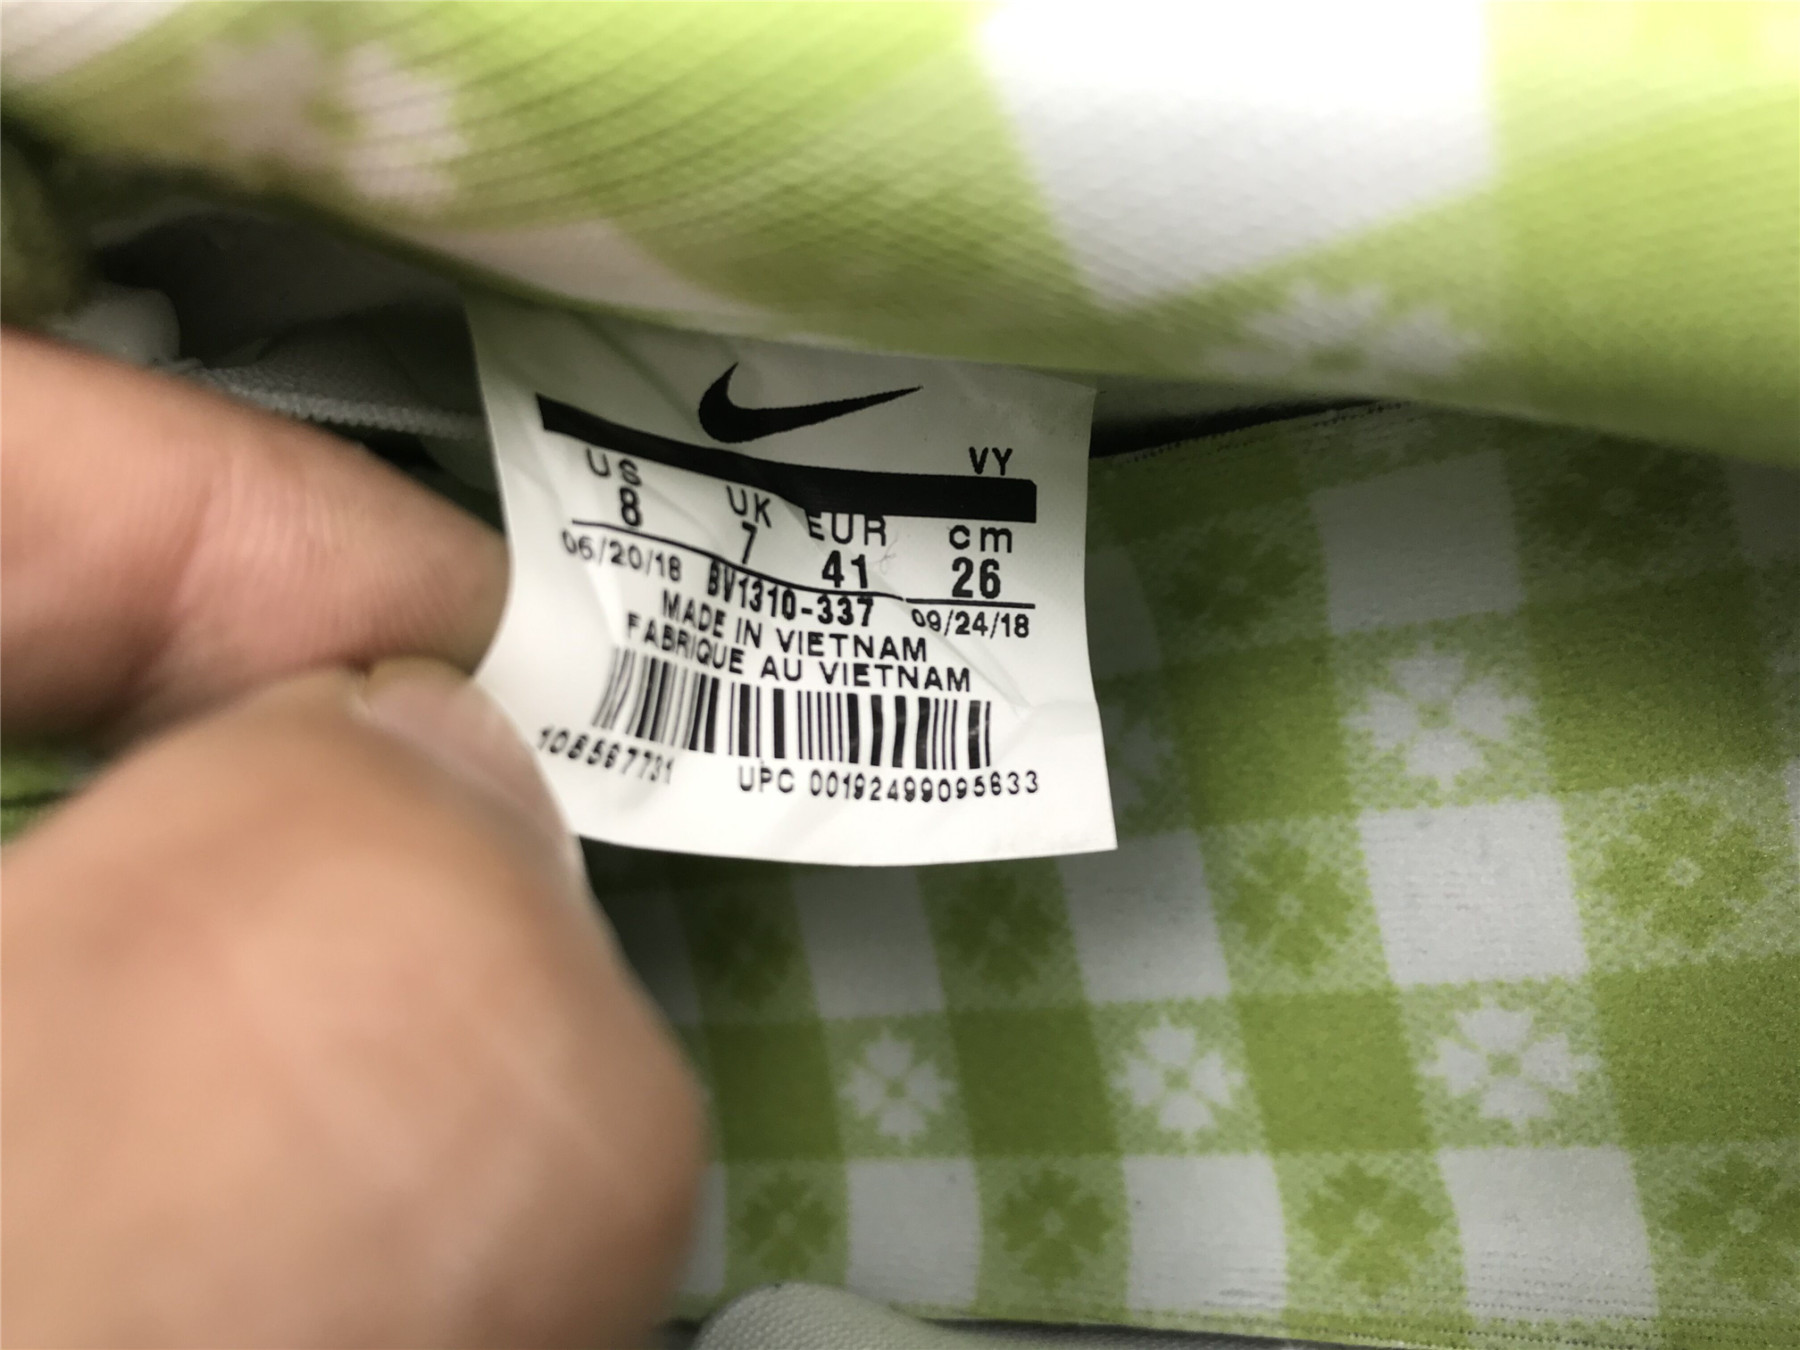 VY
US UK EUR cm
8 7 41 26
06/20/18 BV1310-337 09/24/18
MADE IN VIETNAM
FABRIQUE AU VIETNAM
UPC 00192499095633